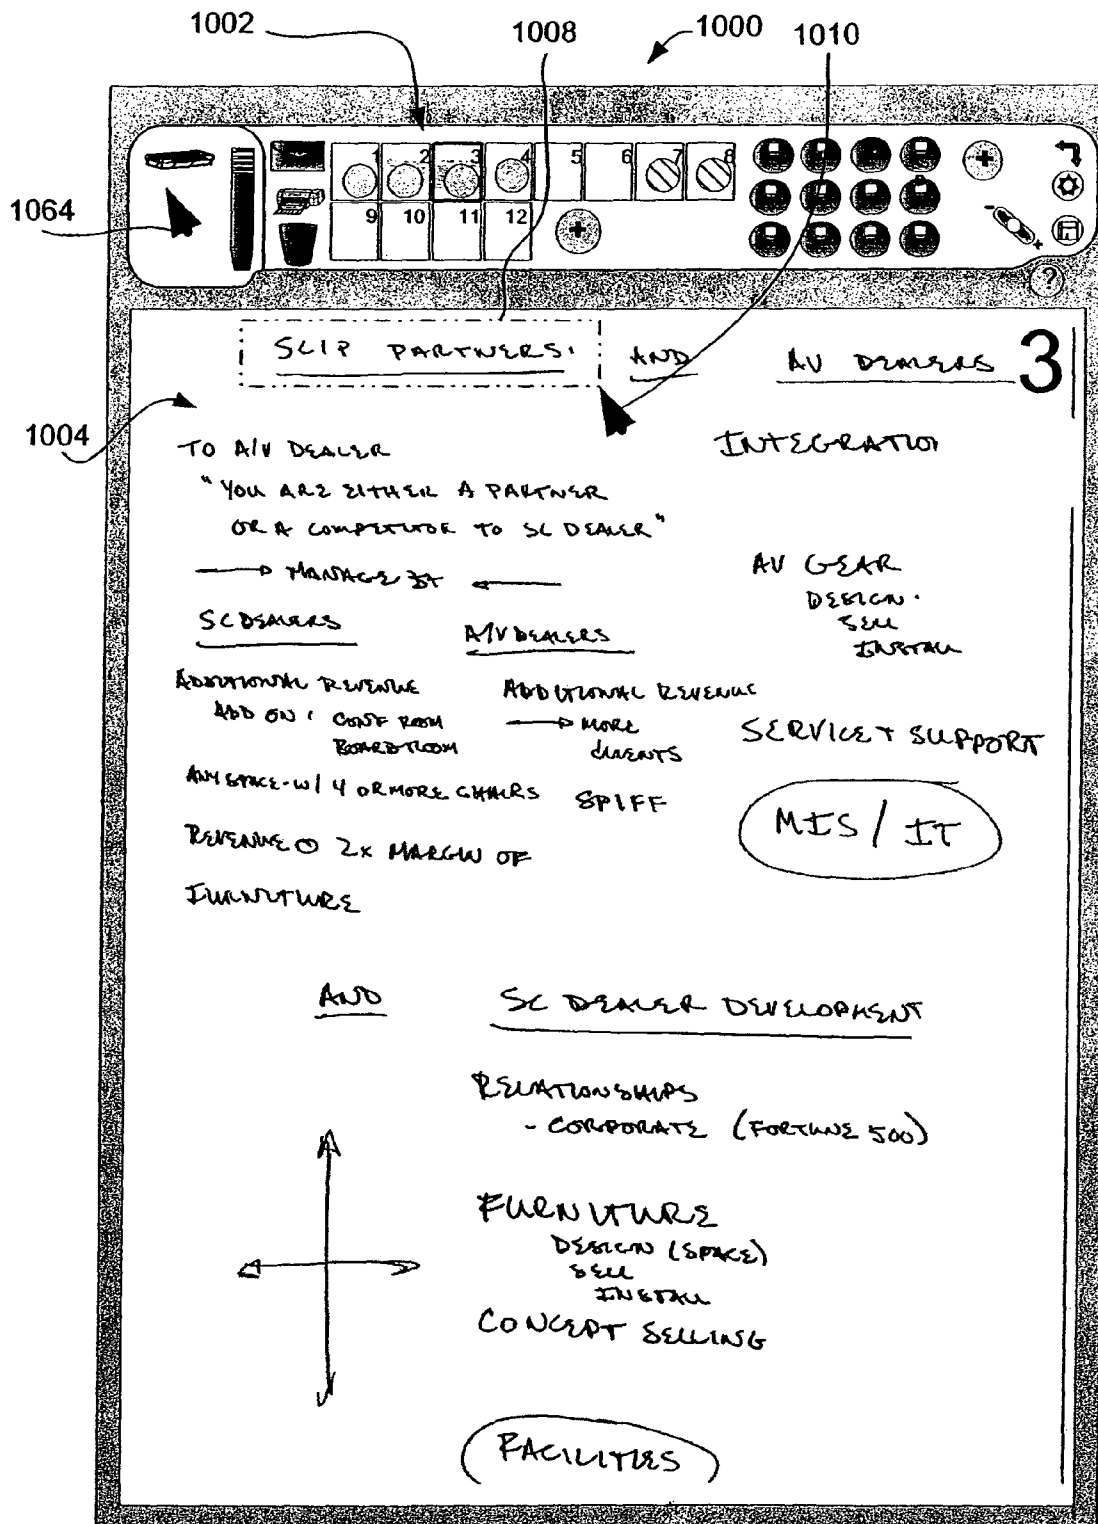 1002
1008
1000
1010
1 2 3 4 5 6 7 8
1064
9 10 11 12
?
SLIP PARTNERS. AND AV DEALERS 3
1004
TO A/V DEALER
INTEGRATION
"YOU ARE EITHER A PARTNER
OR A COMPETITOR TO SC DEALER"
MANAGE IT
AV GEAR
DESIGN.
SELL
INSTALL
SC DEALERS
A/V DEALERS
ADDITIONAL REVENUE
ADD ON: CONF ROOM
BOARDROOM
ADDITIONAL REVENUE
MORE
CLIENTS
SERVICE + SUPPORT
ANY SPACE-W/ 4 OR MORE CHAIRS
SPIFF
MIS / IT
REVENUE @ 2x MARGIN OF
FURNITURE
AND
SC DEALER DEVELOPMENT
RELATIONSHIPS
- CORPORATE (FORTUNE 500)
FURNITURE
DESIGN (SPACE)
SELL
INSTALL
CONCEPT SELLING
FACILITIES